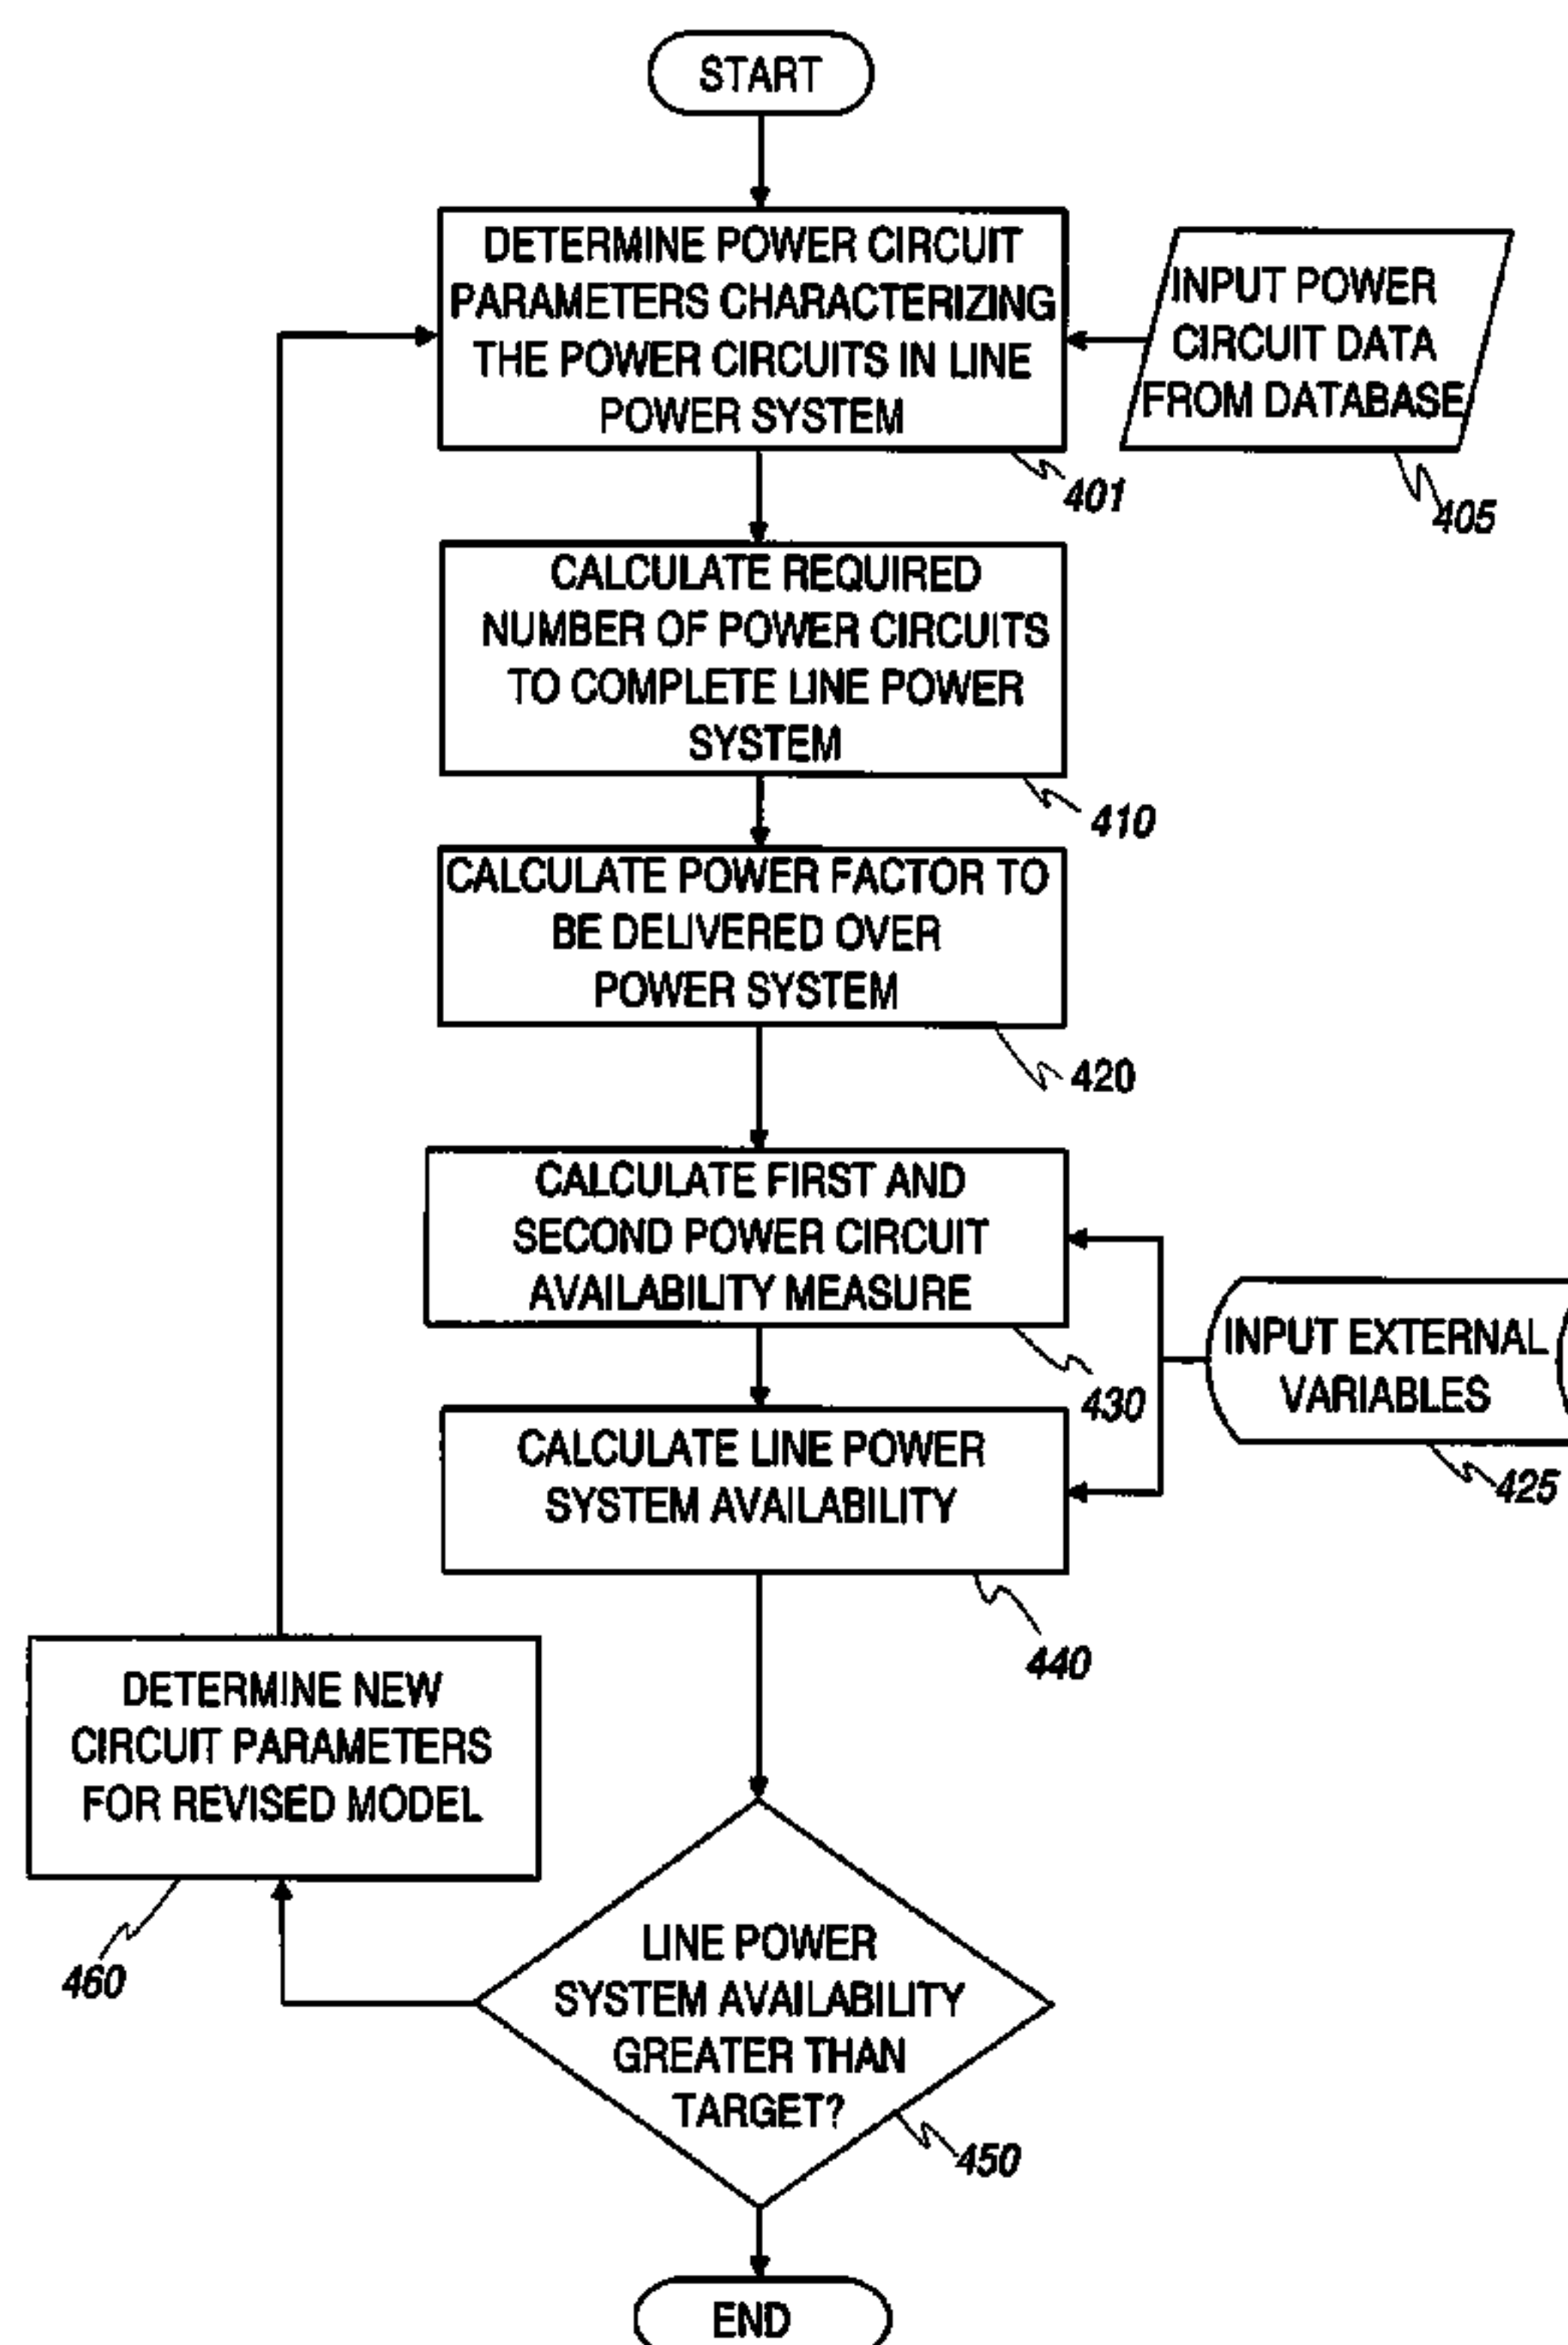 START
DETERMINE POWER CIRCUIT
PARAMETERS CHARACTERIZING
THE POWER CIRCUITS IN LINE
POWER SYSTEM
401
INPUT POWER
CIRCUIT DATA
FROM DATABASE
405
CALCULATE REQUIRED
NUMBER OF POWER CIRCUITS
TO COMPLETE LINE POWER
SYSTEM
410
CALCULATE POWER FACTOR TO
BE DELIVERED OVER
POWER SYSTEM
420
CALCULATE FIRST AND
SECOND POWER CIRCUIT
AVAILABILITY MEASURE
430
INPUT EXTERNAL
VARIABLES
425
CALCULATE LINE POWER
SYSTEM AVAILABILITY
440
DETERMINE NEW
CIRCUIT PARAMETERS
FOR REVISED MODEL
460
LINE POWER
SYSTEM AVAILABILITY
GREATER THAN
TARGET?
450
END